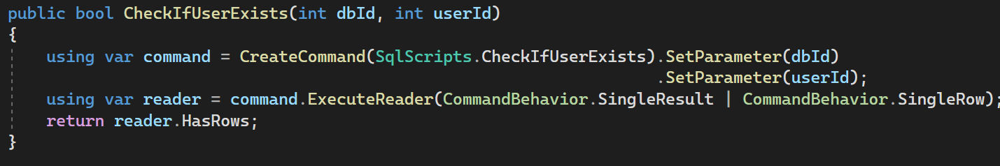 public bool CheckIfUserExists(int dbId, int userId)
{
    using var command = CreateCommand(SqlScripts.CheckIfUserExists).SetParameter(dbId)
                                                                   .SetParameter(userId);
    using var reader = command.ExecuteReader(CommandBehavior.SingleResult | CommandBehavior.SingleRow);
    return reader.HasRows;
}